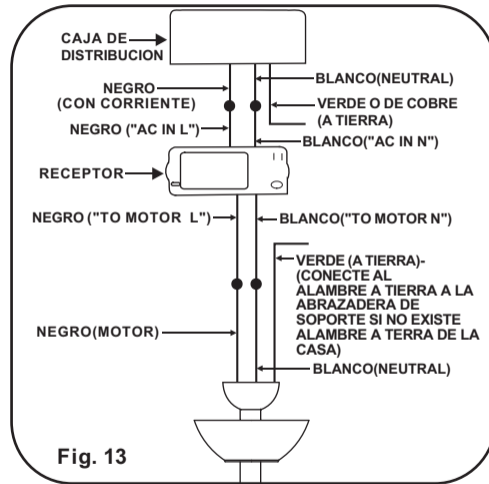 CAJA DE
DISTRIBUCION
NEGRO
(CON CORRIENTE)
BLANCO(NEUTRAL)
VERDE O DE COBRE
(A TIERRA)
NEGRO ("AC IN L")
BLANCO("AC IN N")
RECEPTOR
NEGRO ("TO MOTOR L")
BLANCO("TO MOTOR N")
VERDE (A TIERRA)-
(CONECTE AL
ALAMBRE A TIERRA A LA
ABRAZADERA DE
SOPORTE SI NO EXISTE
ALAMBRE A TERRA DE LA
CASA)
NEGRO(MOTOR)
BLANCO(NEUTRAL)
Fig. 13